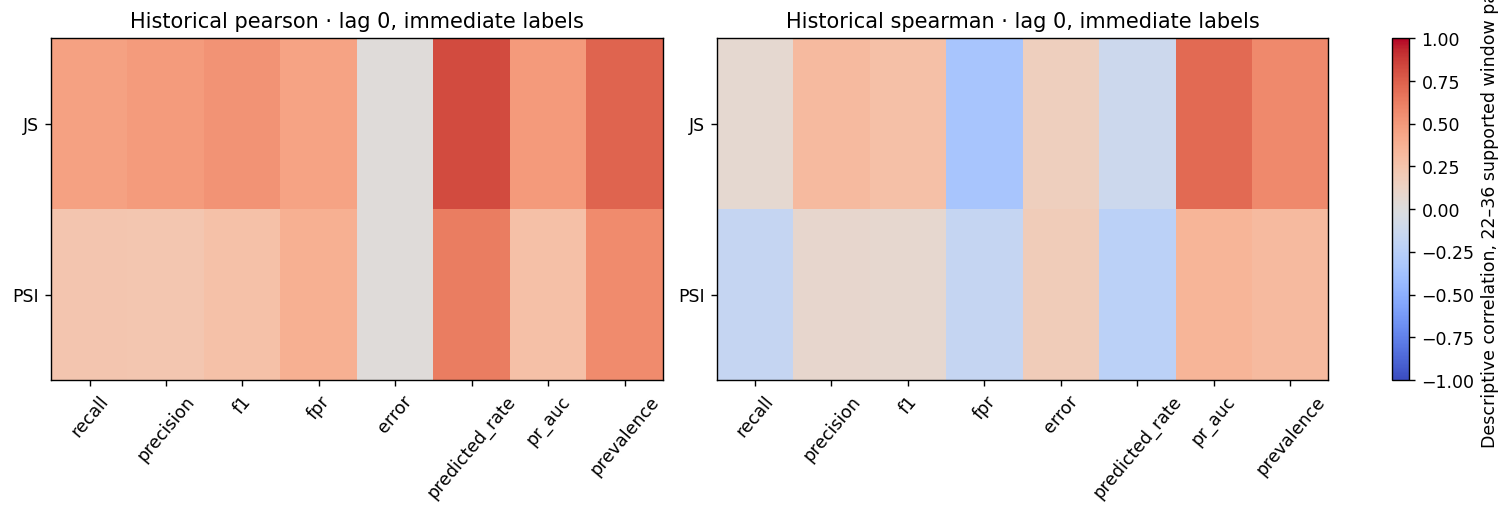 Historical pearson · lag 0, immediate labels
JS
PSI
recall
precision
f1
fpr
error
predicted_rate
pr_auc
prevalence
Historical spearman · lag 0, immediate labels
JS
PSI
recall
precision
f1
fpr
error
predicted_rate
pr_auc
prevalence
1.00
0.75
0.50
0.25
0.00
−0.25
−0.50
−0.75
−1.00
Descriptive correlation, 22–36 supported window